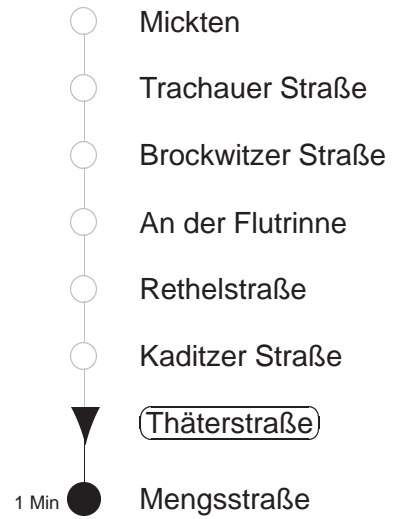 Mickten
Trachauer Straße
Brockwitzer Straße
An der Flutrinne
Rethelstraße
Kaditzer Straße
Thäterstraße
1 Min Mengsstraße